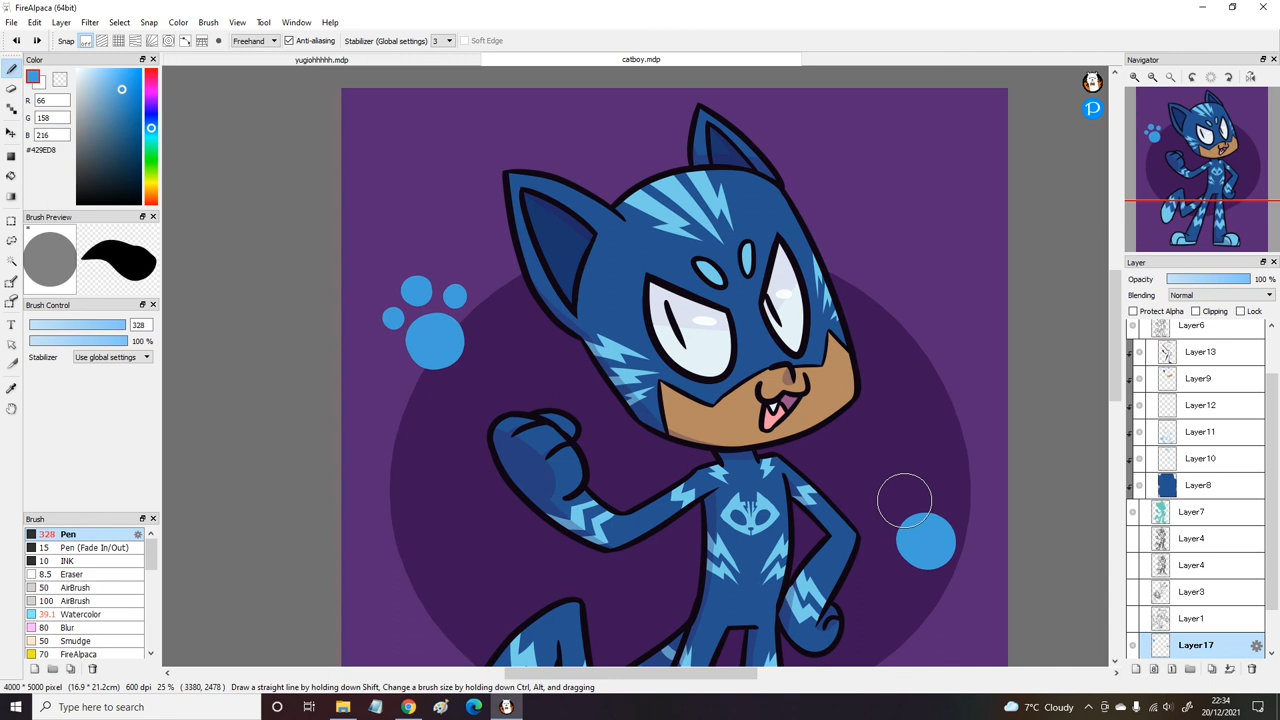 FireAlpaca (64bit)
File Edit Layer Filter Select Snap Color Brush View Tool Window Help
Snap OFF Freehand Anti-aliasing Stabilizer (Global settings) 3 Soft Edge
Color
yugiohhhhh.mdp
catboy.mdp
Navigator
R 66
G 158
B 216
#429ED8
P
Brush Preview
Layer
Opacity 100 %
Blending Normal
Protect Alpha Clipping Lock
Brush Control
328
100 %
Stabilizer Use global settings
Layer6
Layer13
Layer9
Layer12
Layer11
Layer10
Layer8
Layer7
Layer4
Layer4
Layer3
Layer1
Layer17
Brush
328 Pen
15 Pen (Fade In/Out)
10 INK
8.5 Eraser
50 AirBrush
100 AirBrush
39.1 Watercolor
80 Blur
50 Smudge
70 FireAlpaca
4000 * 5000 pixel (16.9 * 21.2cm) 600 dpi 25 % (3380, 2478) Draw a straight line by holding down Shift, Change a brush size by holding down Ctrl, Alt, and dragging
Type here to search
7°C Cloudy
22:34
20/12/2021